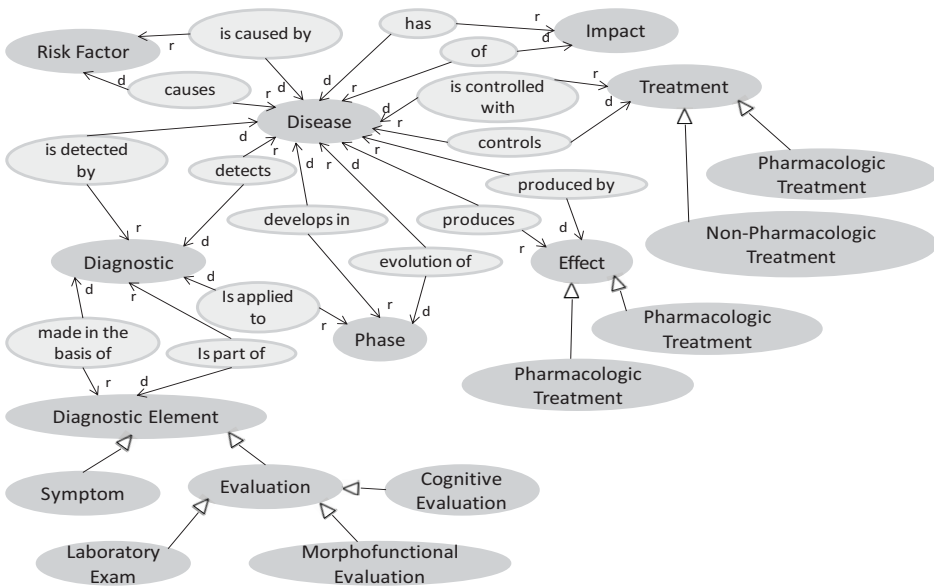 has
r
Impact
is caused by
r
d
Risk Factor
of
d
d
r
is controlled
with
r
d
Treatment
causes
d
r
d
d
r
Disease
controls
r
d
is detected
by
d
r
detects
r
d
produced by
r
d
Pharmacologic
Treatment
develops in
d
r
produces
d
r
Non-Pharmacologic
Treatment
Diagnostic
evolution of
r
d
Effect
Is applied
to
d
r
Phase
Pharmacologic
Treatment
made in the
basis of
d
r
Is part of
r
d
Pharmacologic
Treatment
Diagnostic Element
Symptom
Evaluation
Cognitive
Evaluation
Laboratory
Exam
Morphofunctional
Evaluation